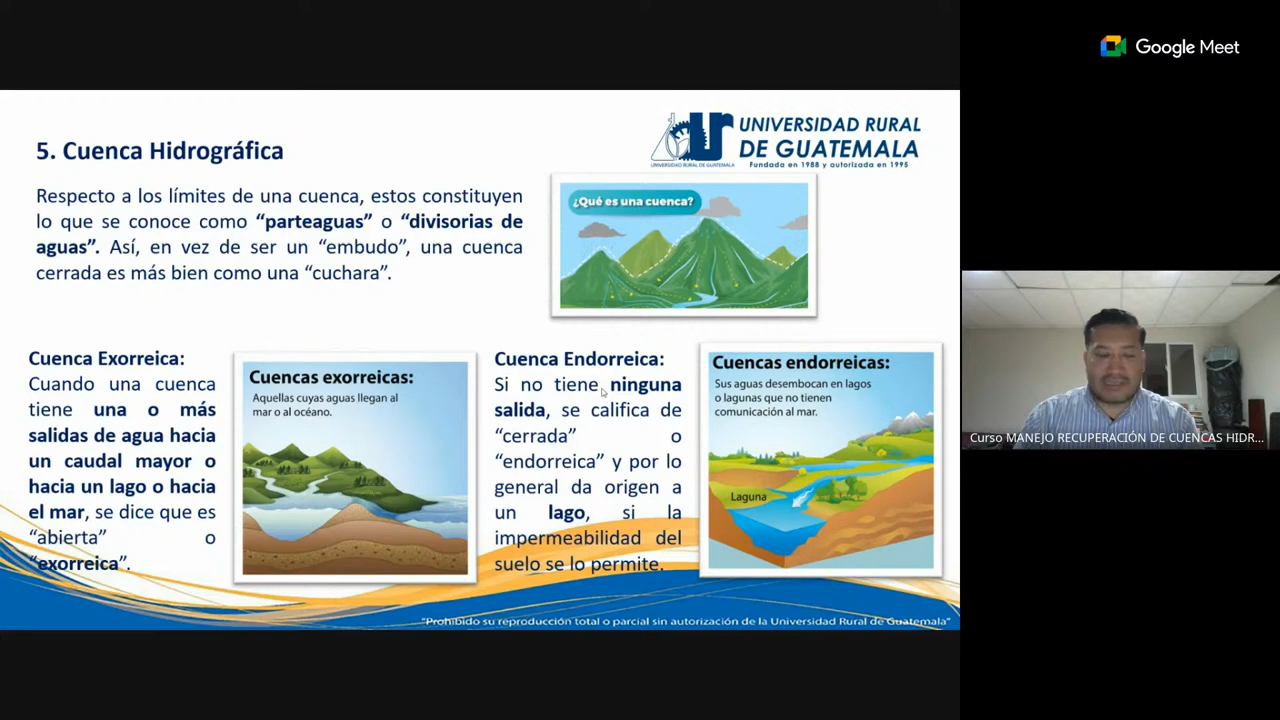 Google Meet
UNIVERSIDAD RURAL
DE GUATEMALA
Fundada en 1988 y autorizada en 1995
UNIVERSIDAD RURAL DE GUATEMALA
5. Cuenca Hidrográfica
Respecto a los límites de una cuenca, estos constituyen
lo que se conoce como “parteaguas” o “divisorias de
aguas”. Así, en vez de ser un “embudo”, una cuenca
cerrada es más bien como una “cuchara”.
¿Qué es una cuenca?
Cuenca Exorreica:
Cuando una cuenca
tiene una o más
salidas de agua hacia
un caudal mayor o
hacia un lago o hacia
el mar, se dice que es
“abierta” o
“exorreica”.
Cuencas exorreicas:
Aquellas cuyas aguas llegan al
mar o al océano.
Cuenca Endorreica:
Si no tiene ninguna
salida, se califica de
“cerrada” o
“endorreica” y por lo
general da origen a
un lago, si la
impermeabilidad del
suelo se lo permite.
Cuencas endorreicas:
Sus aguas desembocan en lagos
o lagunas que no tienen
comunicación al mar.
Laguna
Curso MANEJO RECUPERACIÓN DE CUENCAS HIDR...
"Prohibido su reproducción total o parcial sin autorización de la Universidad Rural de Guatemala"